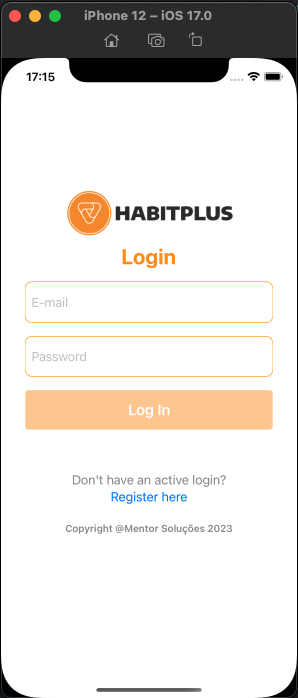 iPhone 12 – iOS 17.0
17:15
HABITPLUS
Login
E-mail
Password
Log In
Don't have an active login?
Register here
Copyright @Mentor Soluções 2023